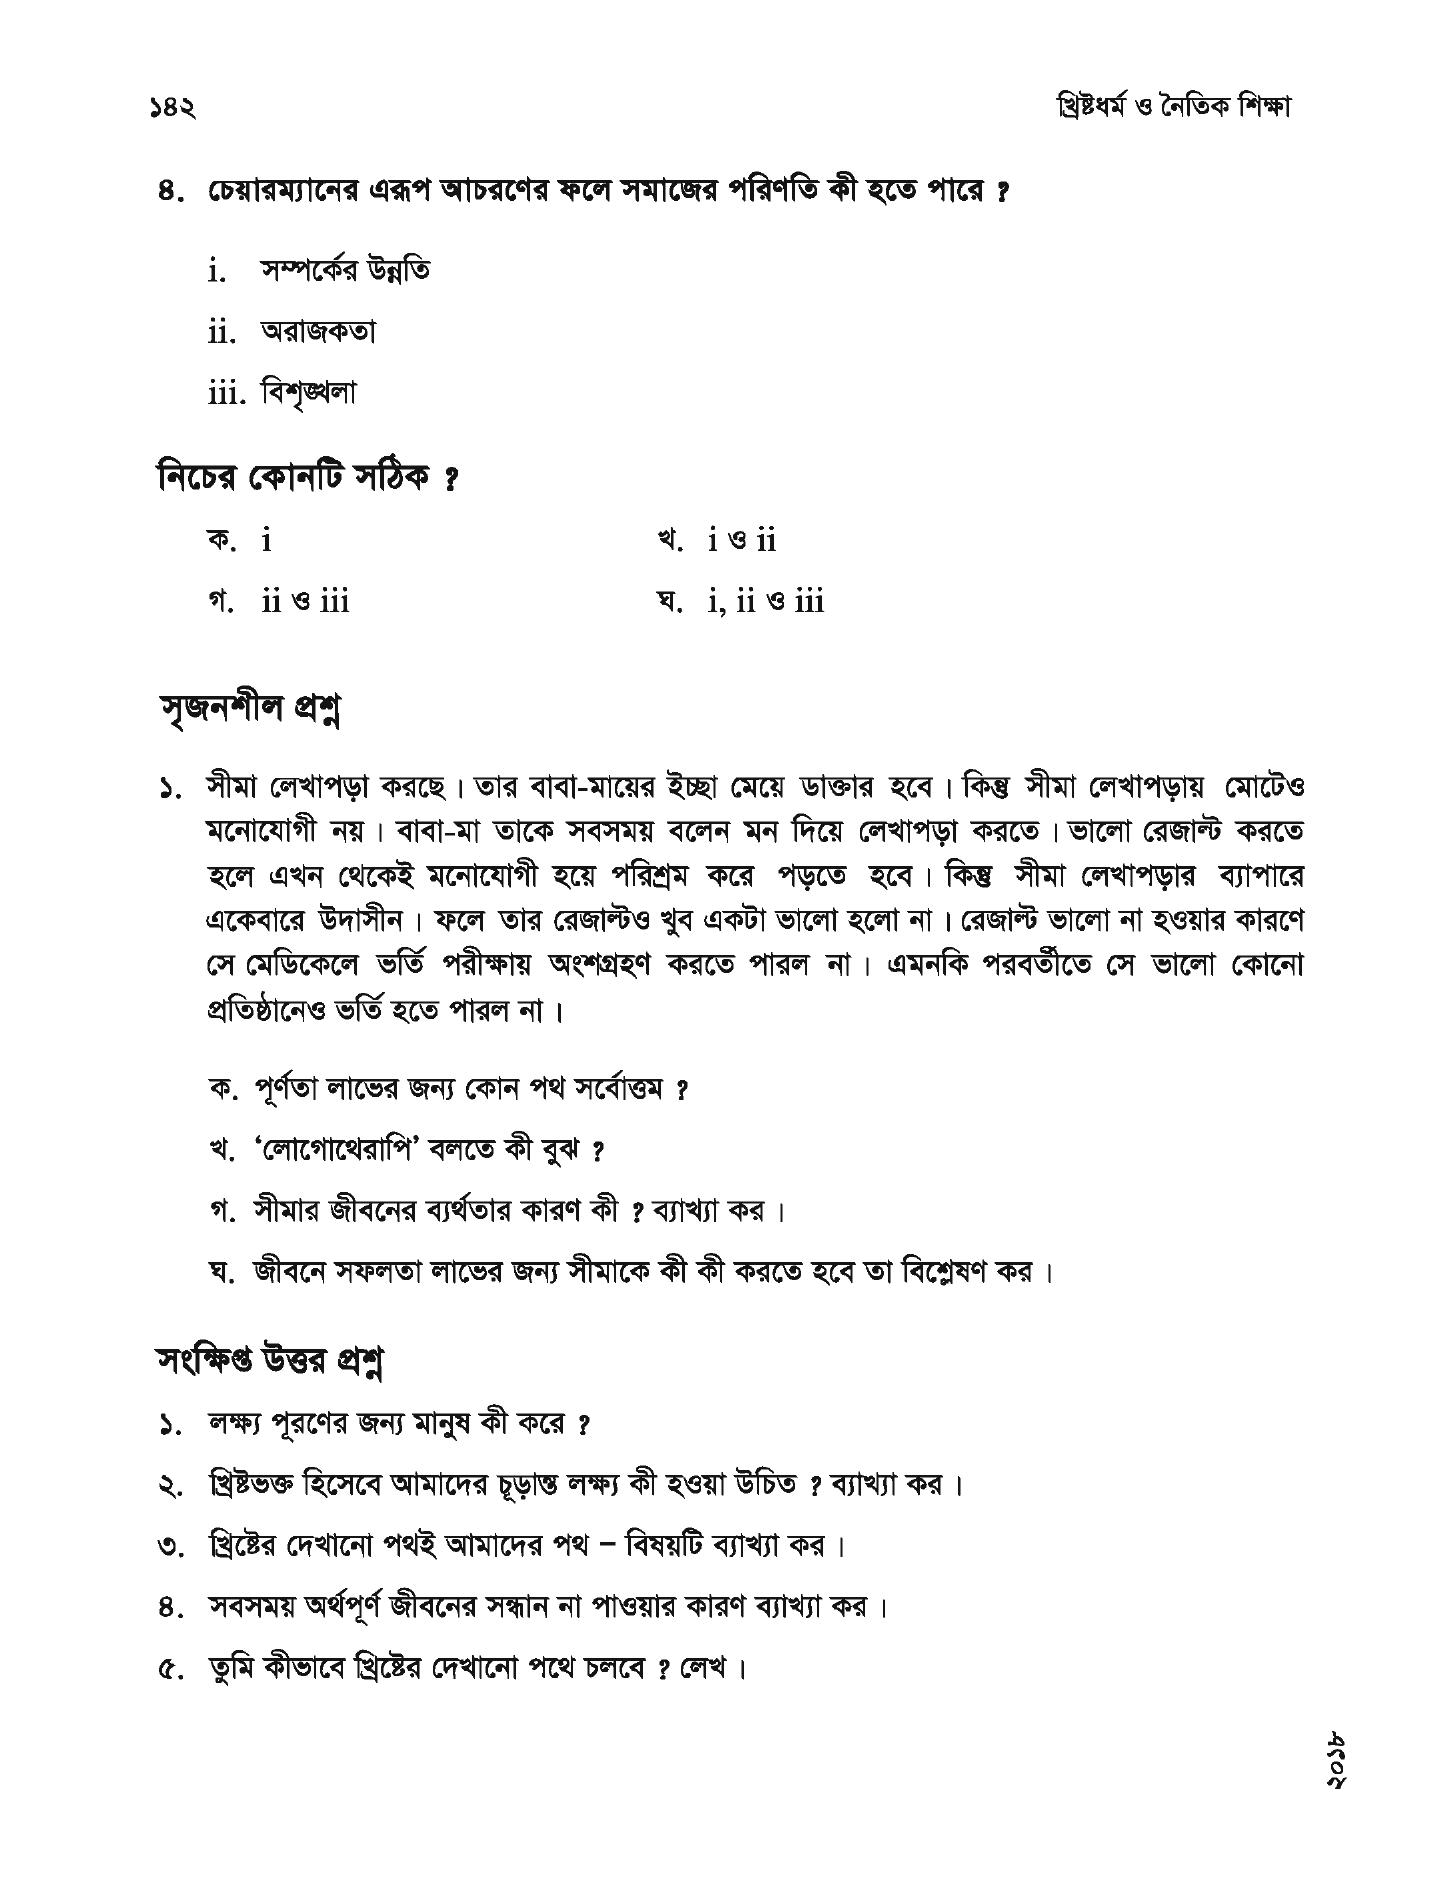 ১৪২ খ্রিষ্টধর্ম ও নৈতিক শিক্ষা
৪. চেয়ারম্যানের এরূপ আচরণের ফলে সমাজের পরিণতি কী হতে পারে ?
i. সম্পর্কের উন্নতি
ii. অরাজকতা
iii. বিশৃঙ্খলা
নিচের কোনটি সঠিক ?
ক. i খ. i ও ii
গ. ii ও iii ঘ. i, ii ও iii
সৃজনশীল প্রশ্ন
১. সীমা লেখাপড়া করছে। তার বাবা-মায়ের ইচ্ছা মেয়ে ডাক্তার হবে। কিন্তু সীমা লেখাপড়ায় মোটেও
মনোযোগী নয়। বাবা-মা তাকে সবসময় বলেন মন দিয়ে লেখাপড়া করতে। ভালো রেজাল্ট করতে
হলে এখন থেকেই মনোযোগী হয়ে পরিশ্রম করে পড়তে হবে। কিন্তু সীমা লেখাপড়ার ব্যাপারে
একেবারে উদাসীন। ফলে তার রেজাল্টও খুব একটা ভালো হলো না। রেজাল্ট ভালো না হওয়ার কারণে
সে মেডিকেলে ভর্তি পরীক্ষায় অংশগ্রহণ করতে পারল না। এমনকি পরবর্তীতে সে ভালো কোনো
প্রতিষ্ঠানেও ভর্তি হতে পারল না।
ক. পূর্ণতা লাভের জন্য কোন পথ সর্বোত্তম ?
খ. ‘লোগোথেরাপি’ বলতে কী বুঝ ?
গ. সীমার জীবনের ব্যর্থতার কারণ কী ? ব্যাখ্যা কর।
ঘ. জীবনে সফলতা লাভের জন্য সীমাকে কী কী করতে হবে তা বিশ্লেষণ কর।
সংক্ষিপ্ত উত্তর প্রশ্ন
১. লক্ষ্য পূরণের জন্য মানুষ কী করে ?
২. খ্রিষ্টভক্ত হিসেবে আমাদের চূড়ান্ত লক্ষ্য কী হওয়া উচিত ? ব্যাখ্যা কর।
৩. খ্রিষ্টের দেখানো পথই আমাদের পথ – বিষয়টি ব্যাখ্যা কর।
৪. সবসময় অর্থপূর্ণ জীবনের সন্ধান না পাওয়ার কারণ ব্যাখ্যা কর।
৫. তুমি কীভাবে খ্রিষ্টের দেখানো পথে চলবে ? লেখ।
২০১৮